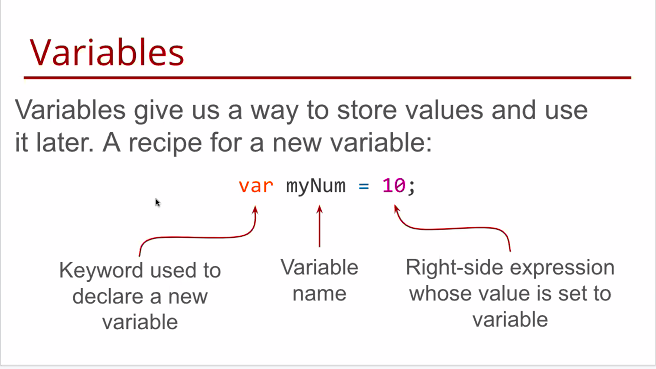 Variables
Variables give us a way to store values and use
it later. A recipe for a new variable:
var myNum = 10;
Keyword used to
declare a new
variable
Variable
name
Right-side expression
whose value is set to
variable